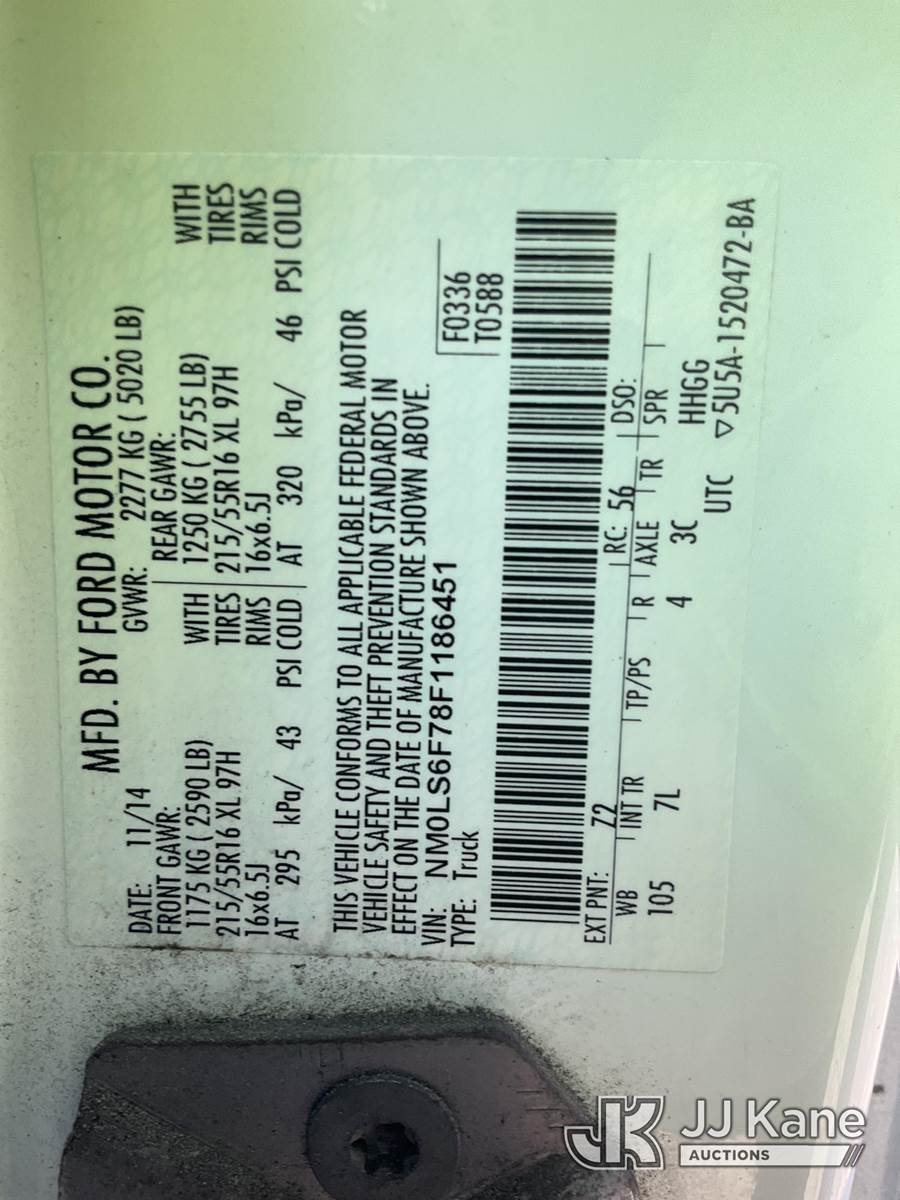 MFD. BY FORD MOTOR CO.
DATE: 11/14 GVWR: 2277 KG ( 5020 LB)
FRONT GAWR: REAR GAWR:
1175 KG ( 2590 LB) WITH 1250 KG ( 2755 LB) WITH
215/55R16 XL 97H TIRES 215/55R16 XL 97H TIRES
16x6.5J RIMS 16x6.5J RIMS
AT 295 kPa/ 43 PSI COLD AT 320 kPa/ 46 PSI COLD
THIS VEHICLE CONFORMS TO ALL APPLICABLE FEDERAL MOTOR
VEHICLE SAFETY AND THEFT PREVENTION STANDARDS IN
EFFECT ON THE DATE OF MANUFACTURE SHOWN ABOVE.
VIN: NM0LS6F78F1186451 F0336
TYPE: Truck T0588
EXT PNT: Z2 RC: 56 DSO:
WB INT TR TP/PS R AXLE TR SPR
105 7L 4 3C HHGG
UTC ▽5U5A-1520472-BA
JK JJ Kane
AUCTIONS